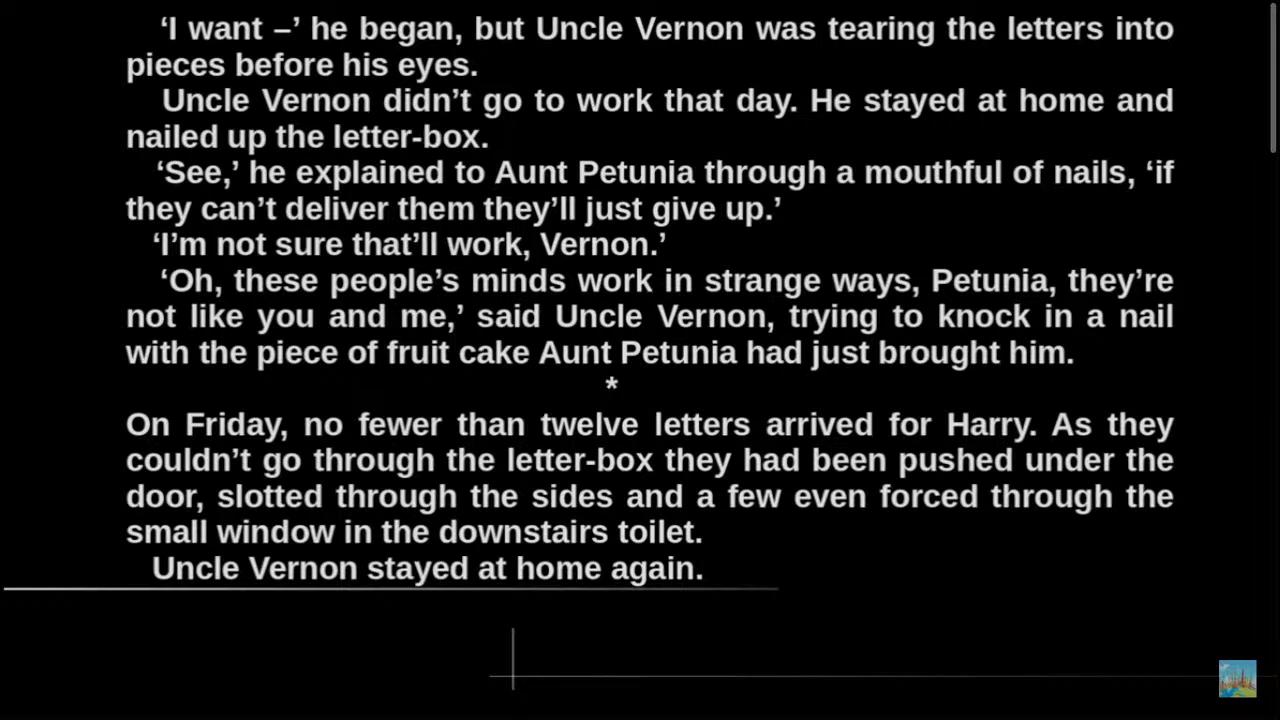 ‘I want –’ he began, but Uncle Vernon was tearing the letters into
pieces before his eyes.
Uncle Vernon didn’t go to work that day. He stayed at home and
nailed up the letter-box.
‘See,’ he explained to Aunt Petunia through a mouthful of nails, ‘if
they can’t deliver them they’ll just give up.’
‘I’m not sure that’ll work, Vernon.’
‘Oh, these people’s minds work in strange ways, Petunia, they’re
not like you and me,’ said Uncle Vernon, trying to knock in a nail
with the piece of fruit cake Aunt Petunia had just brought him.
*
On Friday, no fewer than twelve letters arrived for Harry. As they
couldn’t go through the letter-box they had been pushed under the
door, slotted through the sides and a few even forced through the
small window in the downstairs toilet.
Uncle Vernon stayed at home again.